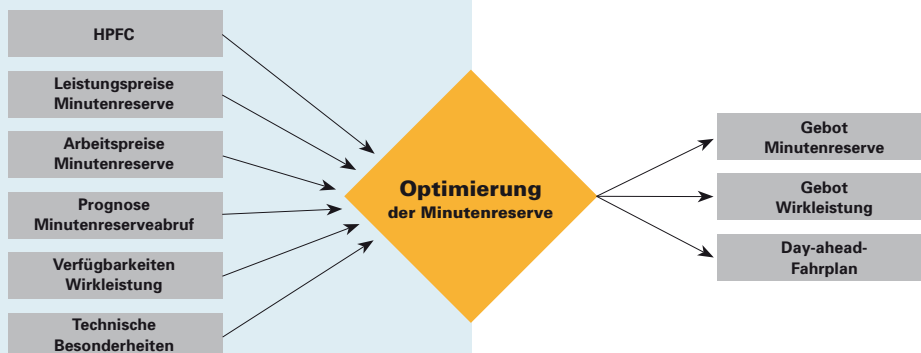 HPFC
Leistungspreise
Minutenreserve
Arbeitspreise
Minutenreserve
Prognose
Minutenreserveabruf
Verfügbarkeiten
Wirkleistung
Technische
Besonderheiten
Optimierung
der Minutenreserve
Gebot
Minutenreserve
Gebot
Wirkleistung
Day-ahead-
Fahrplan